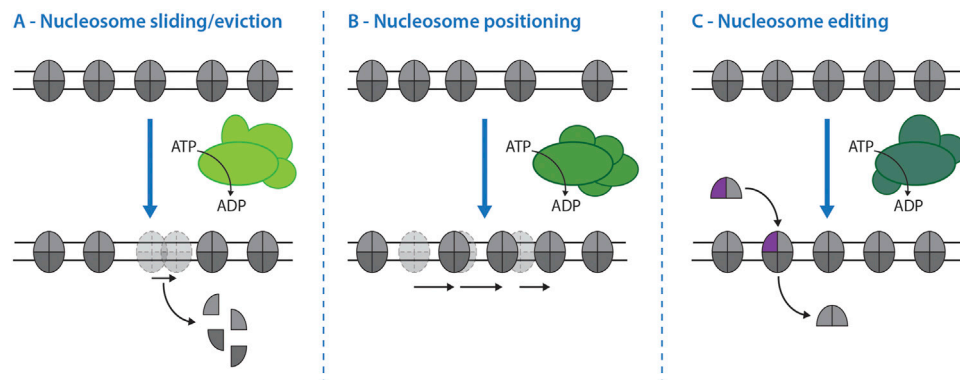 A - Nucleosome sliding/eviction
ATP
ADP
B - Nucleosome positioning
ATP
ADP
C - Nucleosome editing
ATP
ADP